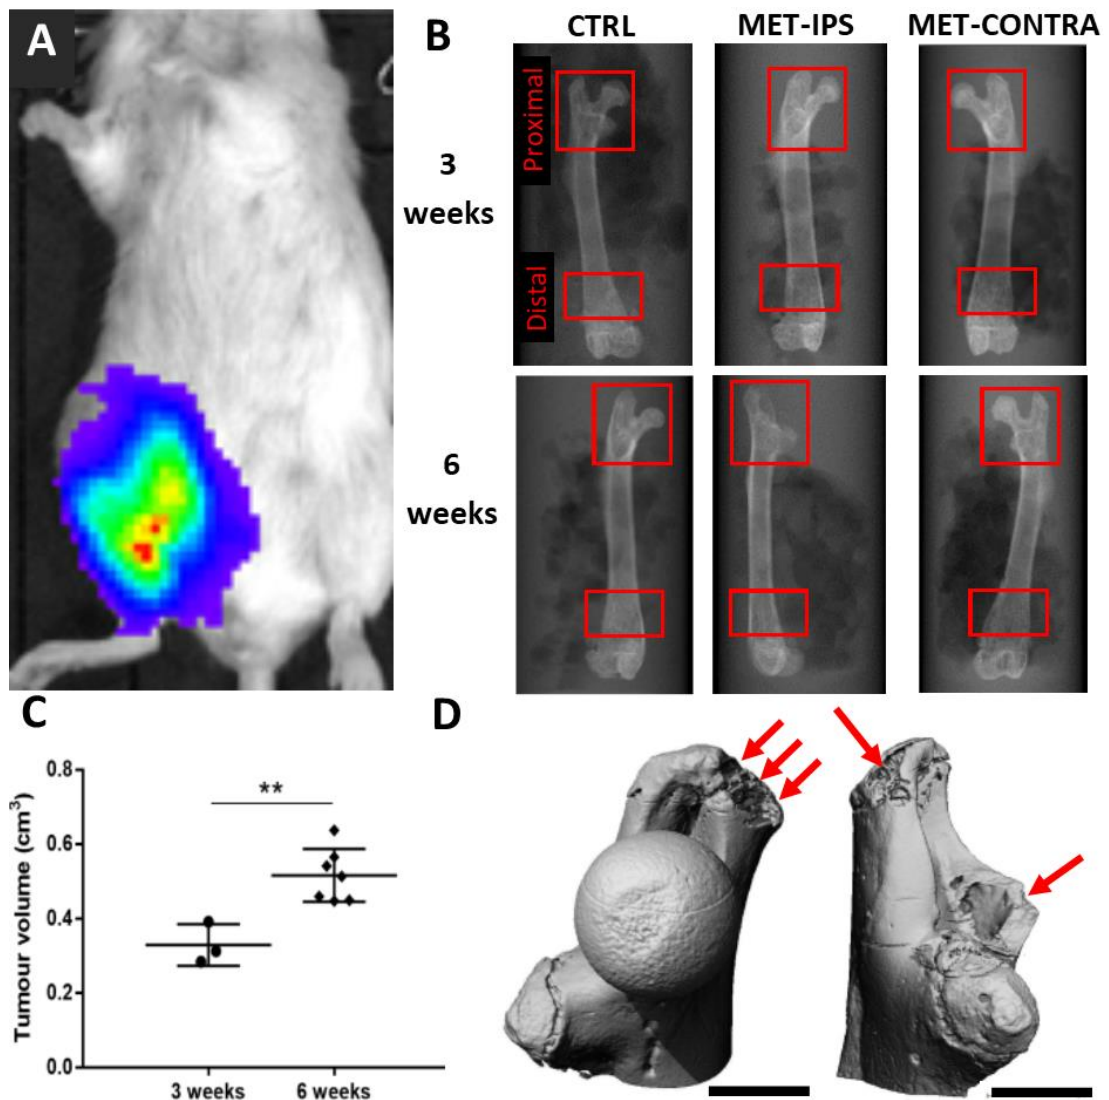 A
B
CTRL
MET-IPS
MET-CONTRA
Proximal
3
weeks
Distal
6
weeks
C
D
0.8
**
0.6
0.4
0.2
0.0
Tumour volume (cm³)
3 weeks
6 weeks